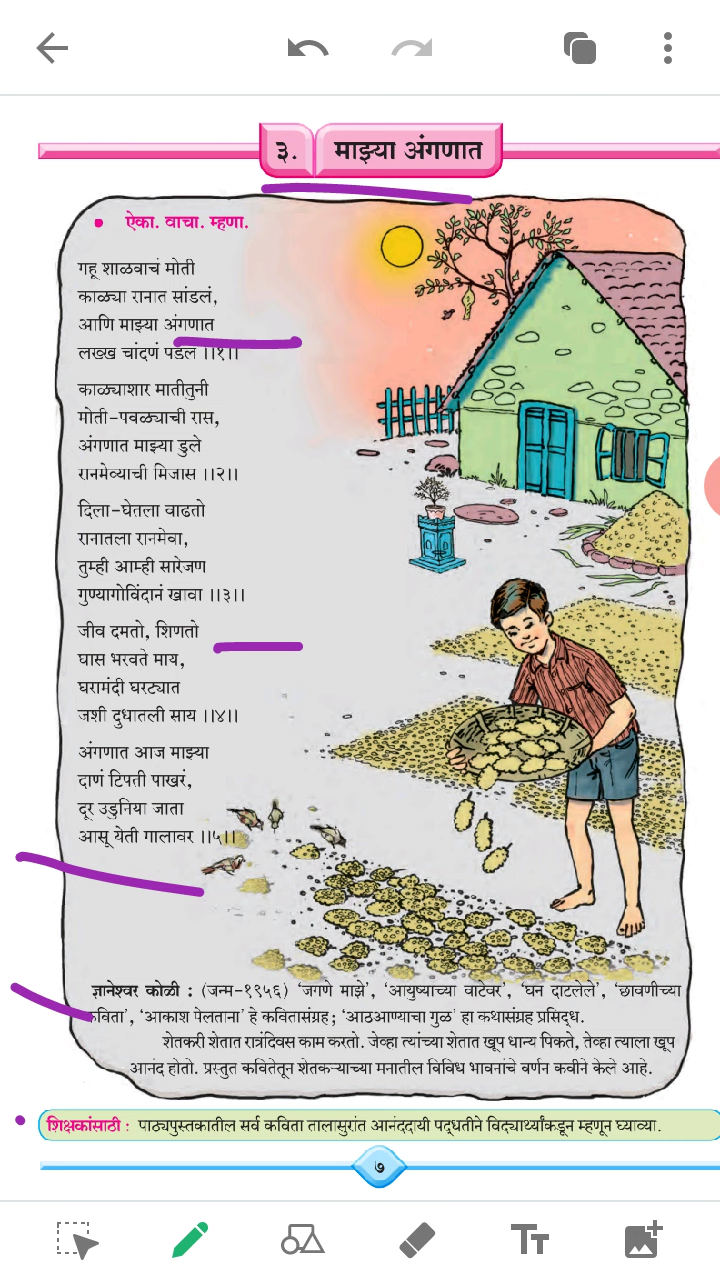 ३. माझ्या अंगणात
• ऐका. वाचा. म्हणा.
गहू शाळवाचं मोती
काळ्या रानात सांडलं,
आणि माझ्या अंगणात
लख्ख चांदणं पडलं ।।१।।
काळ्याशार मातीतुनी
मोती-पवळ्याची रास,
अंगणात माझ्या डुले
रानमेव्याची मिजास ।।२।।
दिला-घेतला वाढतो
रानातला रानमेवा,
तुम्ही आम्ही सारेजण
गुण्यागोविंदानं खावा ।।३।।
जीव दमतो, शिणतो
घास भरवते माय,
घरामंदी घरट्यात
जशी दुधातली साय ।।४।।
अंगणात आज माझ्या
दाणं टिपती पाखरं,
दूर उडुनिया जाता
आसू येती गालावर ।।५।।
ज्ञानेश्वर कोळी : (जन्म-१९५६) ‘जगणे माझे’, ‘आयुष्याच्या वाटेवर’, ‘घन दाटलेले’, ‘छावणीच्या
कविता’, ‘आकाश पेलताना’ हे कवितासंग्रह; ‘आठआण्याचा गुळ’ हा कथासंग्रह प्रसिद्ध.
शेतकरी शेतात रात्रंदिवस काम करतो. जेव्हा त्यांच्या शेतात खूप धान्य पिकते, तेव्हा त्याला खूप
आनंद होतो. प्रस्तुत कवितेतून शेतकऱ्याच्या मनातील विविध भावनांचे वर्णन कवीने केले आहे.
• शिक्षकांसाठी : पाठ्यपुस्तकातील सर्व कविता तालासुरांत आनंददायी पद्धतीने विद्यार्थ्यांकडून म्हणून घ्याव्या.
७
Tт